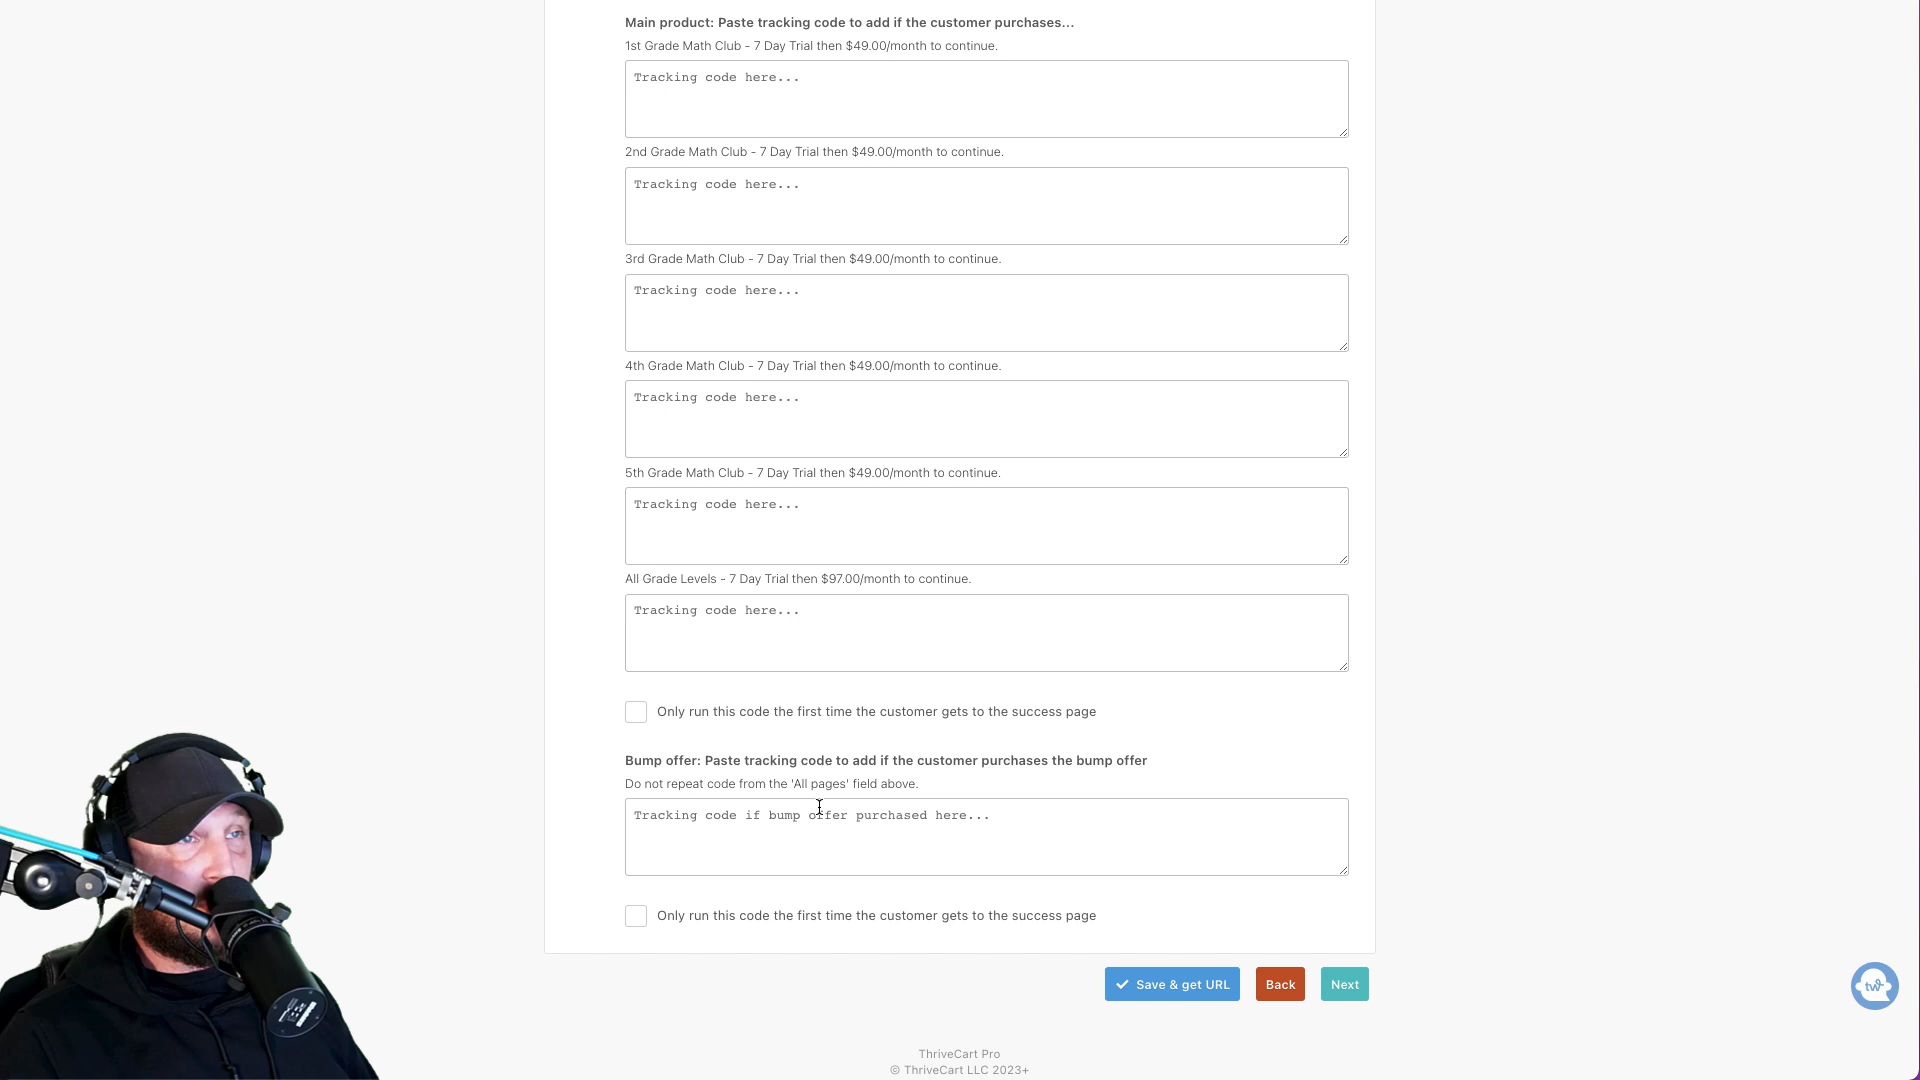 Main product: Paste tracking code to add if the customer purchases...
1st Grade Math Club - 7 Day Trial then $49.00/month to continue.
Tracking code here...
2nd Grade Math Club - 7 Day Trial then $49.00/month to continue.
Tracking code here...
3rd Grade Math Club - 7 Day Trial then $49.00/month to continue.
Tracking code here...
4th Grade Math Club - 7 Day Trial then $49.00/month to continue.
Tracking code here...
5th Grade Math Club - 7 Day Trial then $49.00/month to continue.
Tracking code here...
All Grade Levels - 7 Day Trial then $97.00/month to continue.
Tracking code here...
Only run this code the first time the customer gets to the success page
Bump offer: Paste tracking code to add if the customer purchases the bump offer
Do not repeat code from the 'All pages' field above.
Tracking code if bump offer purchased here...
Only run this code the first time the customer gets to the success page
Save & get URL
Back
Next
tw
ThriveCart Pro
© ThriveCart LLC 2023+